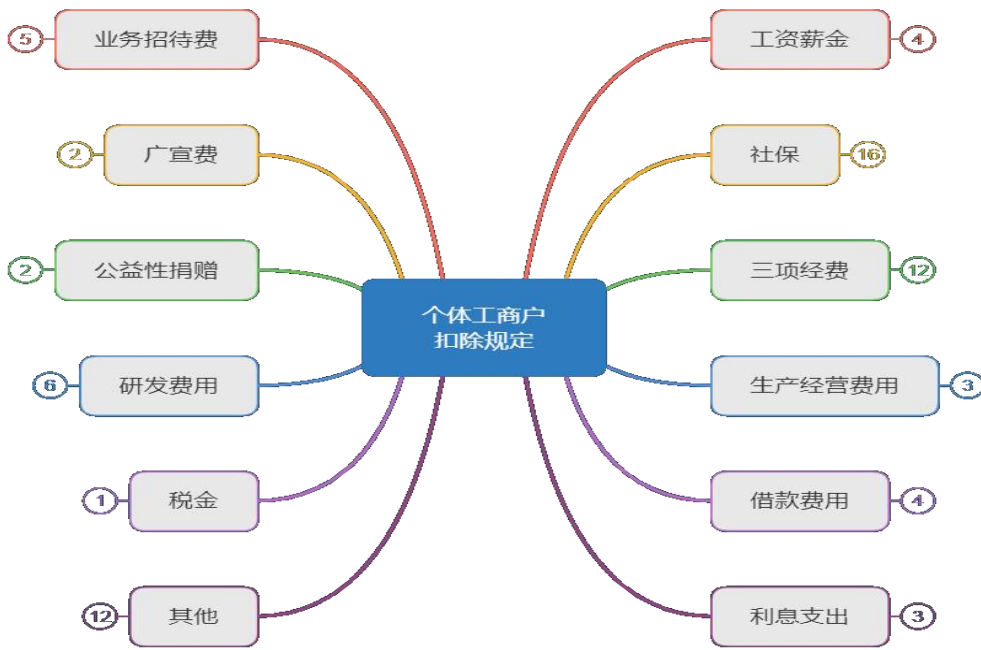 个体工商户
扣除规定
业务招待费
5
广宣费
2
公益性捐赠
2
研发费用
6
税金
1
其他
12
工资薪金
4
社保
16
三项经费
12
生产经营费用
3
借款费用
4
利息支出
3